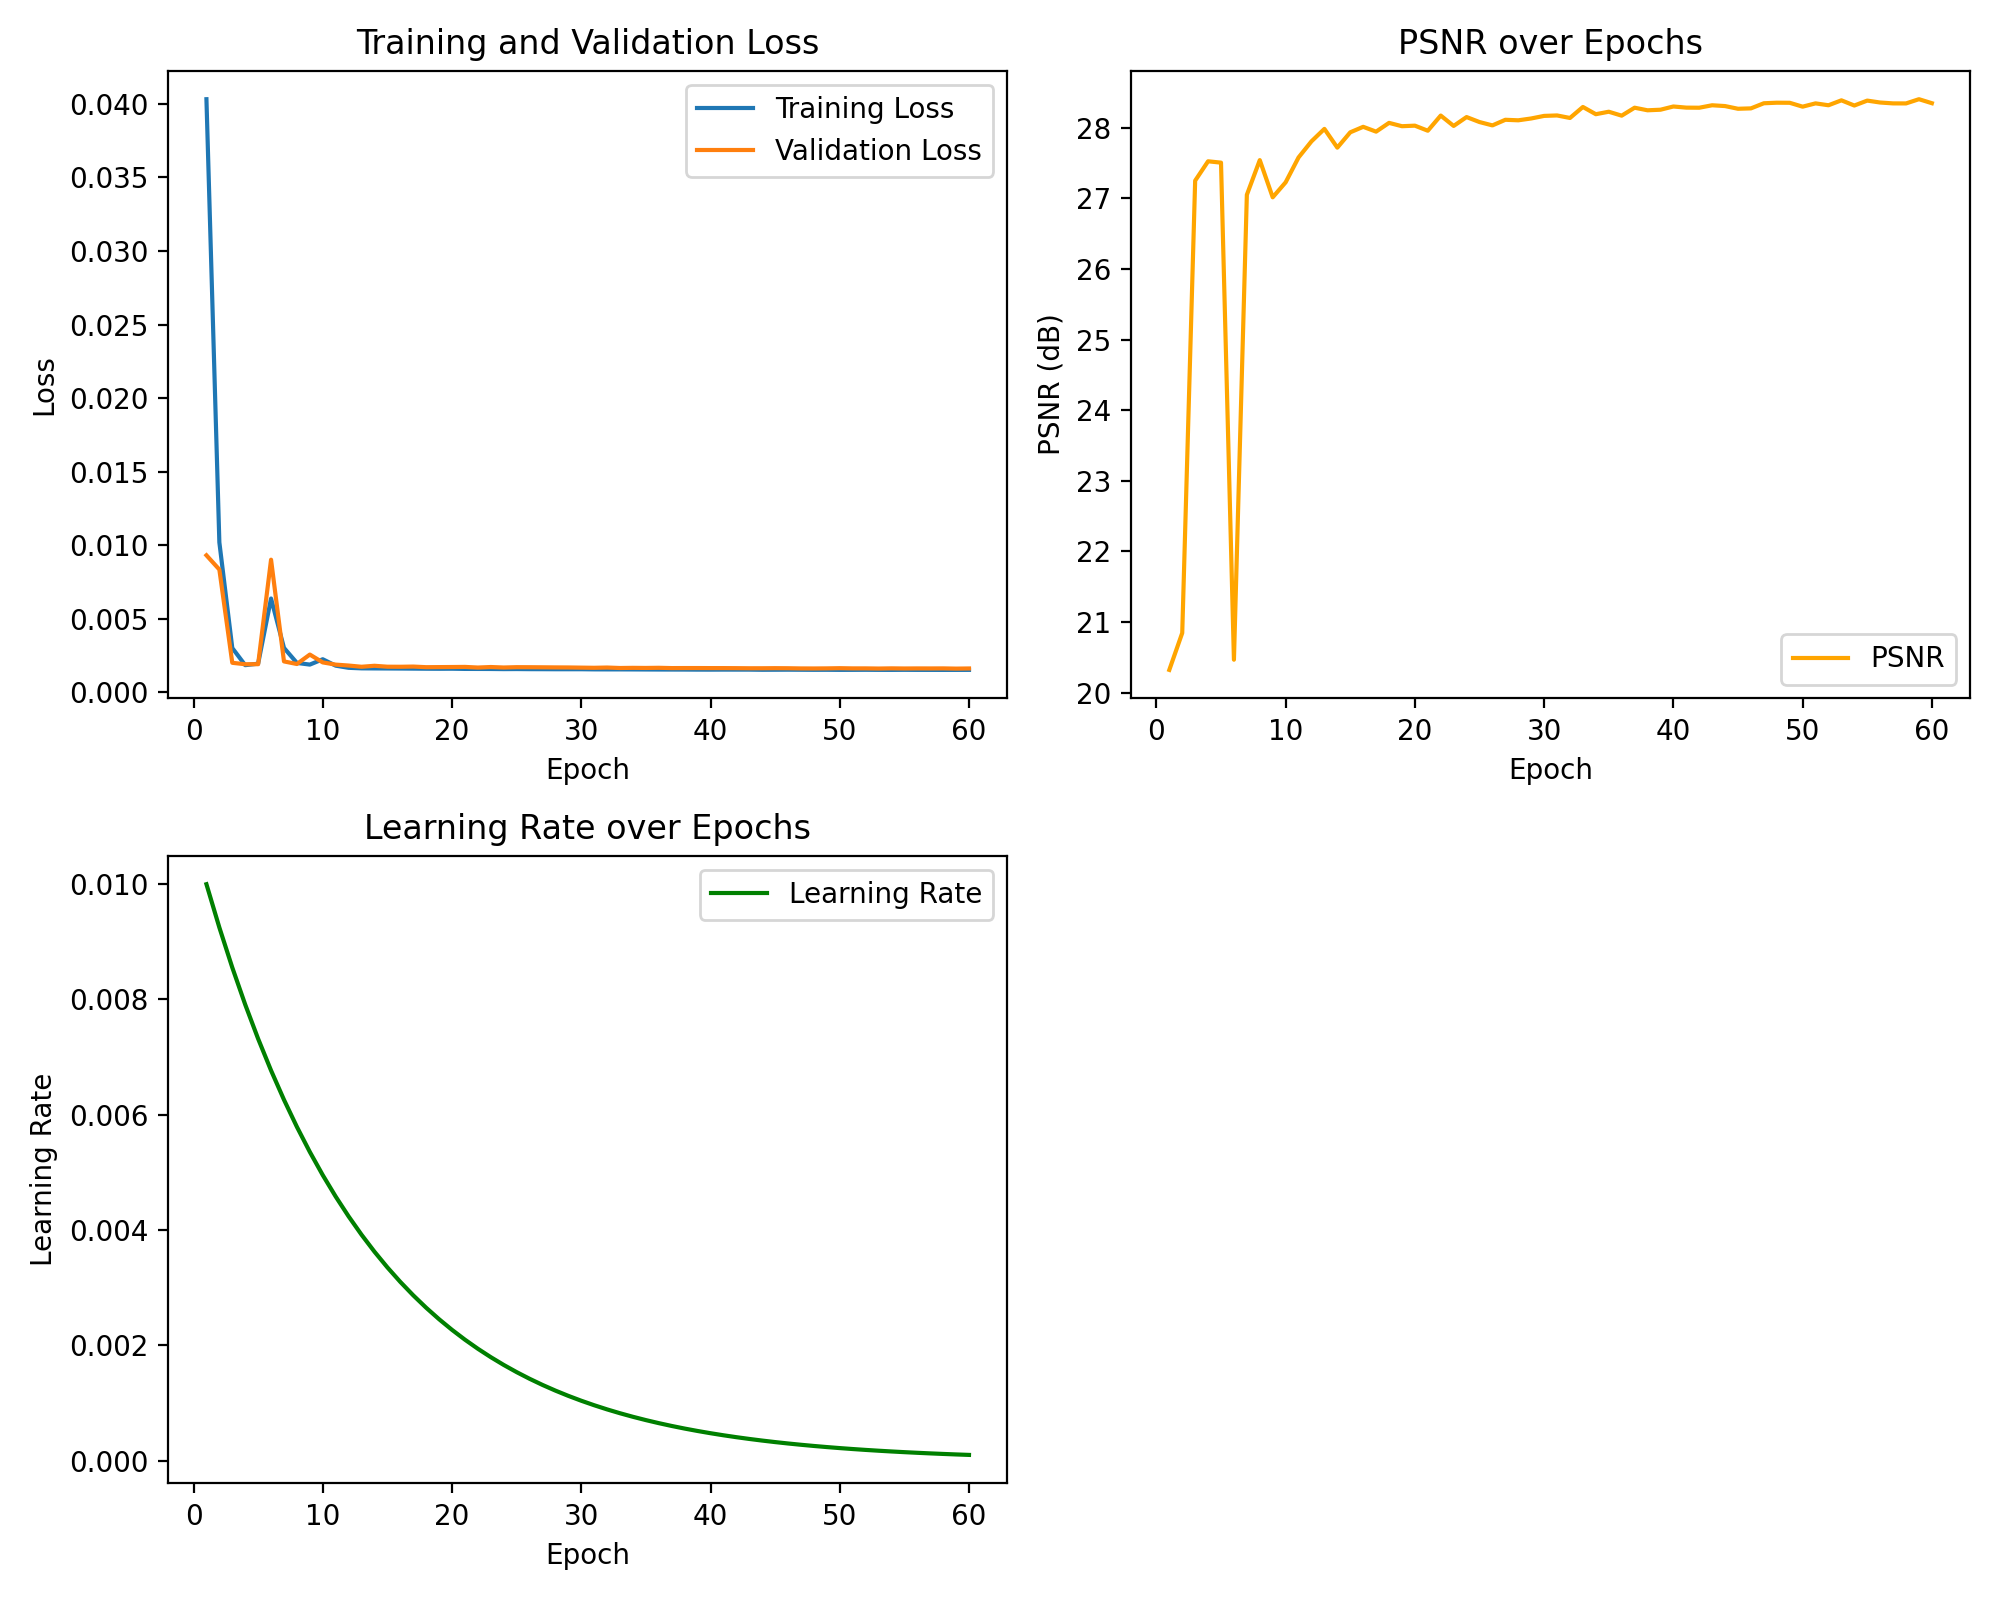 Training and Validation Loss
0.040
0.035
0.030
0.025
0.020
0.015
0.010
0.005
0.000
Loss
Training Loss
Validation Loss
0 10 20 30 40 50 60
Epoch
PSNR over Epochs
28
27
26
25
24
23
22
21
20
PSNR (dB)
PSNR
0 10 20 30 40 50 60
Epoch
Learning Rate over Epochs
0.010
0.008
0.006
0.004
0.002
0.000
Learning Rate
Learning Rate
0 10 20 30 40 50 60
Epoch